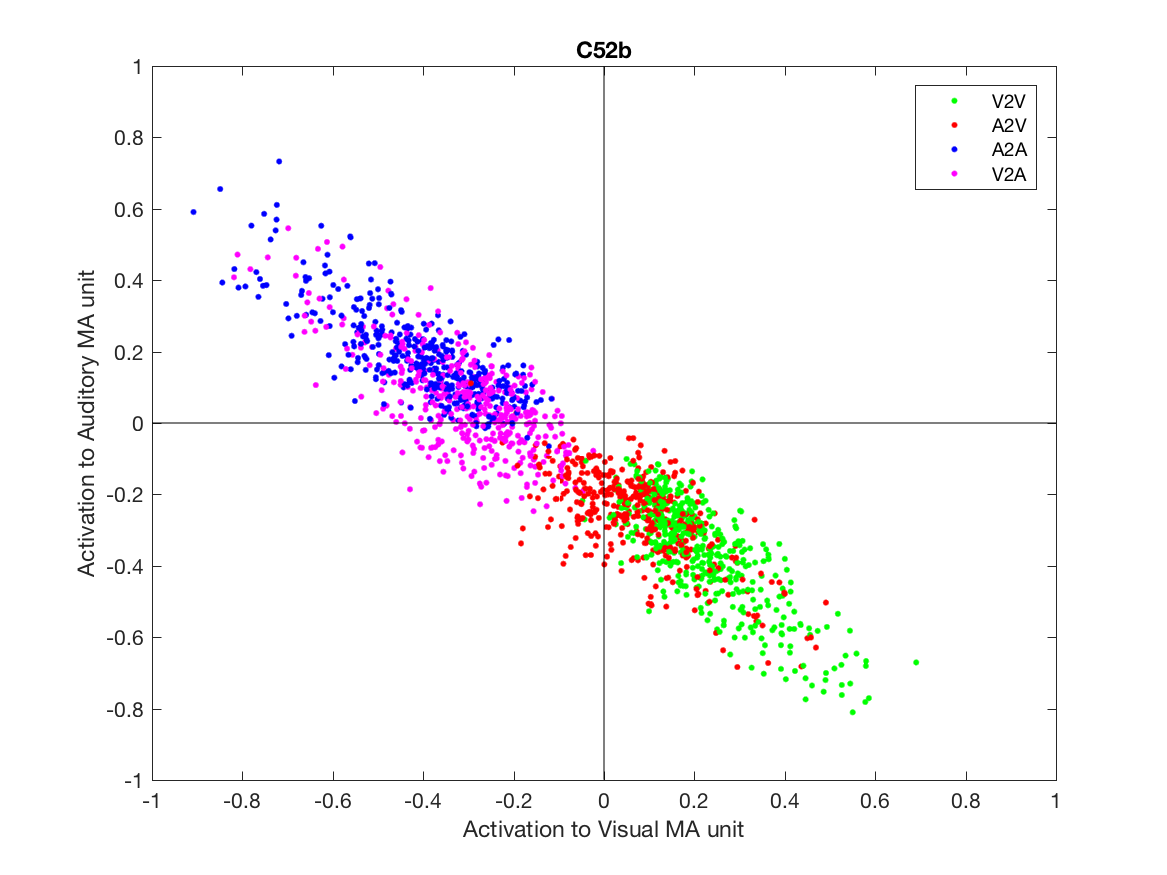 C52b
1
0.8
0.6
0.4
0.2
0
-0.2
-0.4
-0.6
-0.8
-1
Activation to Auditory MA unit
V2V
A2V
A2A
V2A
-1 -0.8 -0.6 -0.4 -0.2 0 0.2 0.4 0.6 0.8 1
Activation to Visual MA unit